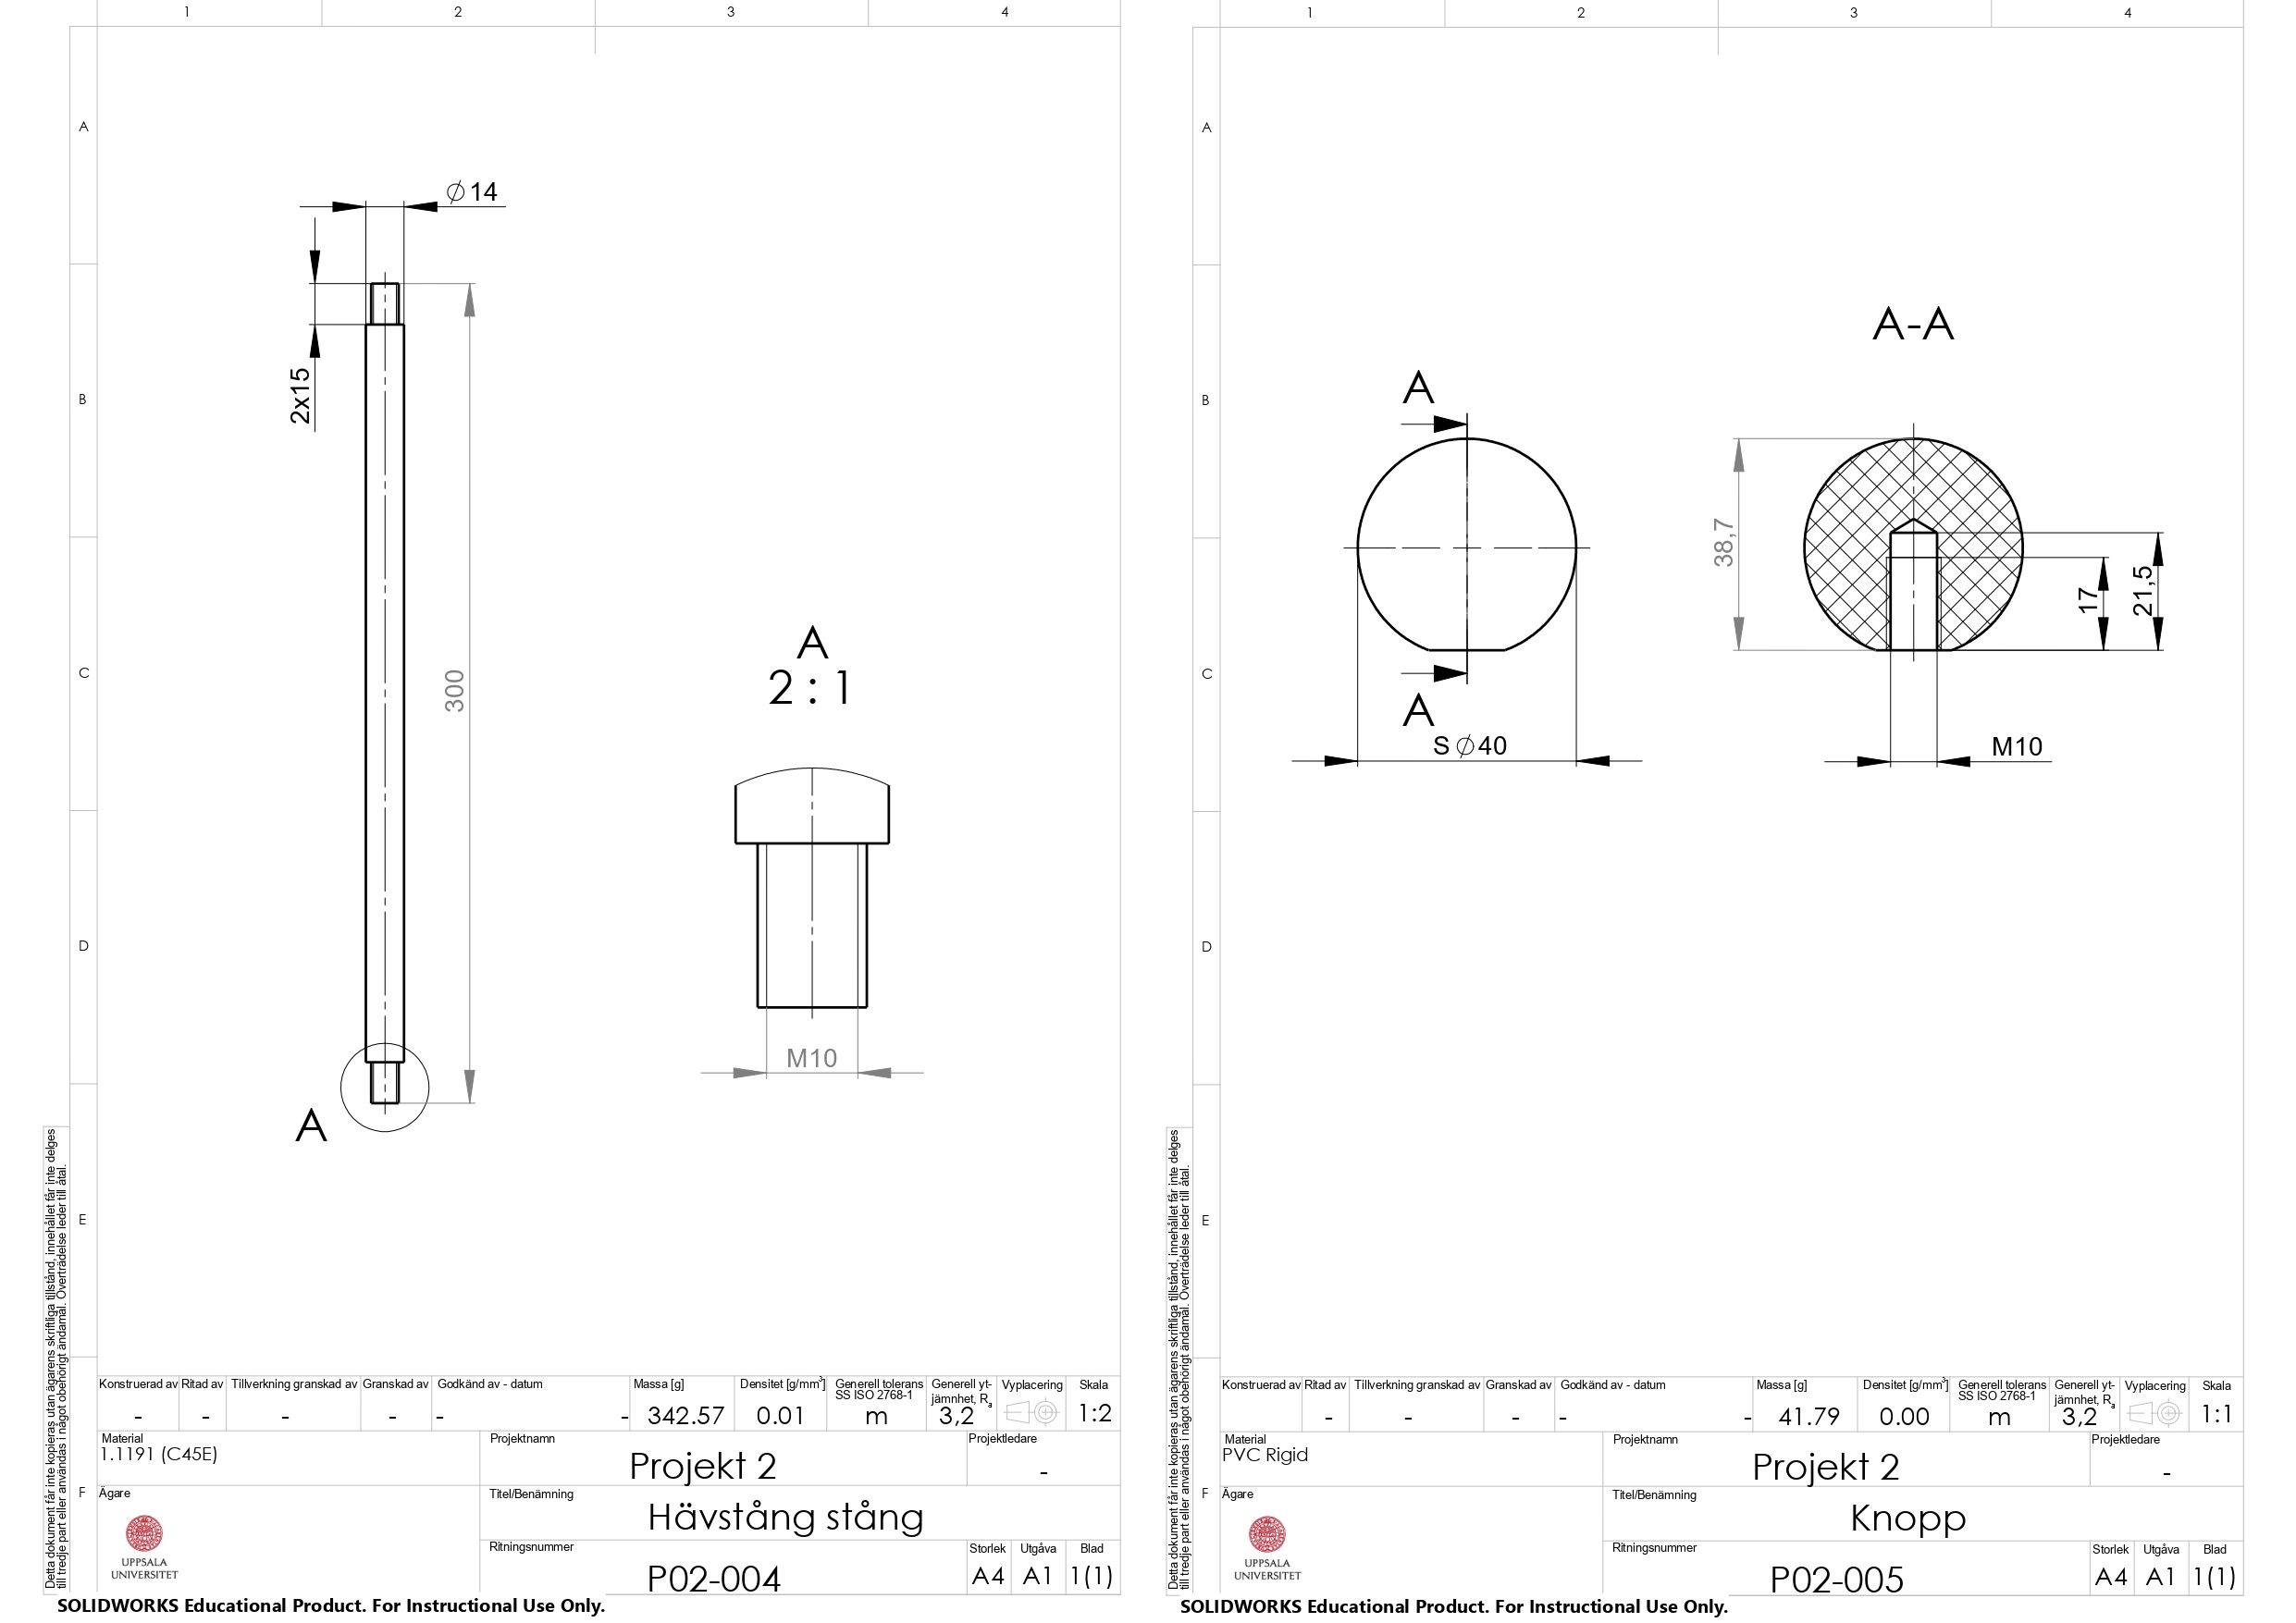 1 2 3 4
A
B
C
D
E
F
⌀14
2x15
300
A
2 : 1
M10
A
Detta dokument får inte kopieras utan ägarens skriftliga tillstånd, innehållet får inte delges
till tredje part eller användas i något obehörigt ändamål. Överträdelse leder till åtal.
Konstruerad av Ritad av Tillverkning granskad av Granskad av Godkänd av - datum Massa [g] Densitet [g/mm³] Generell tolerans SS ISO 2768-1 Generell yt-jämnhet, Ra Vyplacering Skala
- - - - - - 342.57 0.01 m 3,2 1:2
Material
1.1191 (C45E)
Projektnamn
Projekt 2
Projektledare
-
Ägare
UPPSALA
UNIVERSITET
Titel/Benämning
Hävstång stång
Ritningsnummer
P02-004
Storlek Utgåva Blad
A4 A1 1(1)
SOLIDWORKS Educational Product. For Instructional Use Only.
1 2 3 4
A
B
C
D
E
F
A-A
A
A
S⌀40
38,7
17
21,5
M10
Detta dokument får inte kopieras utan ägarens skriftliga tillstånd, innehållet får inte delges
till tredje part eller användas i något obehörigt ändamål. Överträdelse leder till åtal.
Konstruerad av Ritad av Tillverkning granskad av Granskad av Godkänd av - datum Massa [g] Densitet [g/mm³] Generell tolerans SS ISO 2768-1 Generell yt-jämnhet, Ra Vyplacering Skala
- - - - - 41.79 0.00 m 3,2 1:1
Material
PVC Rigid
Projektnamn
Projekt 2
Projektledare
-
Ägare
UPPSALA
UNIVERSITET
Titel/Benämning
Knopp
Ritningsnummer
P02-005
Storlek Utgåva Blad
A4 A1 1(1)
SOLIDWORKS Educational Product. For Instructional Use Only.